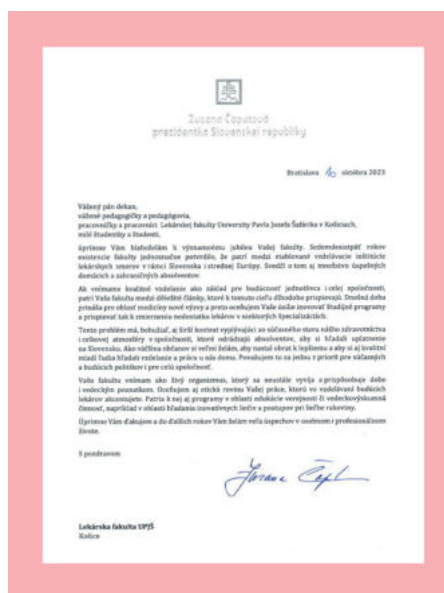 Zuzana Čaputová
prezidentka Slovenskej republiky
Bratislava 10 októbra 2023
Vážený pán dekan,
vážené pedagogičky a pedagógovia,
pracovníčky a pracovníci Lekárskej fakulty Univerzity Pavla Jozefa Šafárika v Košiciach,
milé študentky a študenti,
úprimne Vám blahoželám k významnému jubileu Vašej fakulty. Sedemdesiatpäť rokov
existencie fakulty jednoznačne potvrdilo, že patrí medzi etablované vzdelávacie inštitúcie
lekárskych smerov v rámci Slovenska i strednej Európy. Svedčí o tom aj množstvo úspešných
domácich a zahraničných absolventov.
Ak vnímame kvalitné vzdelanie ako základ pre budúcnosť jednotlivca i celej spoločnosti,
patrí Vaša fakulta medzi dôležité články, ktoré k tomuto cieľu dlhodobo prispievajú. Dnešná doba
prináša pre oblasť medicíny nové výzvy a preto oceňujem Vaše úsilie inovovať študijné programy
a prispievať tak k zmierneniu nedostatku lekárov v niektorých špecializáciách.
Tento problém má, bohužiaľ, aj širší kontext vyplývajúci zo súčasného stavu nášho zdravotníctva
i celkovej atmosféry v spoločnosti, ktoré odrádzajú absolventov, aby si hľadali uplatnenie
na Slovensku. Ako väčšina občanov si veľmi želám, aby nastal obrat k lepšiemu a aby si aj kvalitní
mladí ľudia hľadali vzdelanie a prácu u nás doma. Považujem to za jednu z priorít pre súčasných
a budúcich politikov i pre celú spoločnosť.
Vašu fakultu vnímam ako živý organizmus, ktorý sa neustále vyvíja a prispôsobuje dobe
i vedeckým poznatkom. Oceňujem aj etickú rovinu Vašej práce, ktorú vo vzdelávaní budúcich
lekárov akcentujete. Patria k nej aj programy v oblasti edukácie verejnosti či vedeckovýskumná
činnosť, napríklad v oblasti hľadania inovatívnych liečiv a postupov pri liečbe rakoviny.
Úprimne Vám ďakujem a do ďalších rokov Vám želám veľa úspechov v osobnom i profesionálnom
živote.
S pozdravom
Zuzana Čap
Lekárska fakulta UPJŠ
Košice